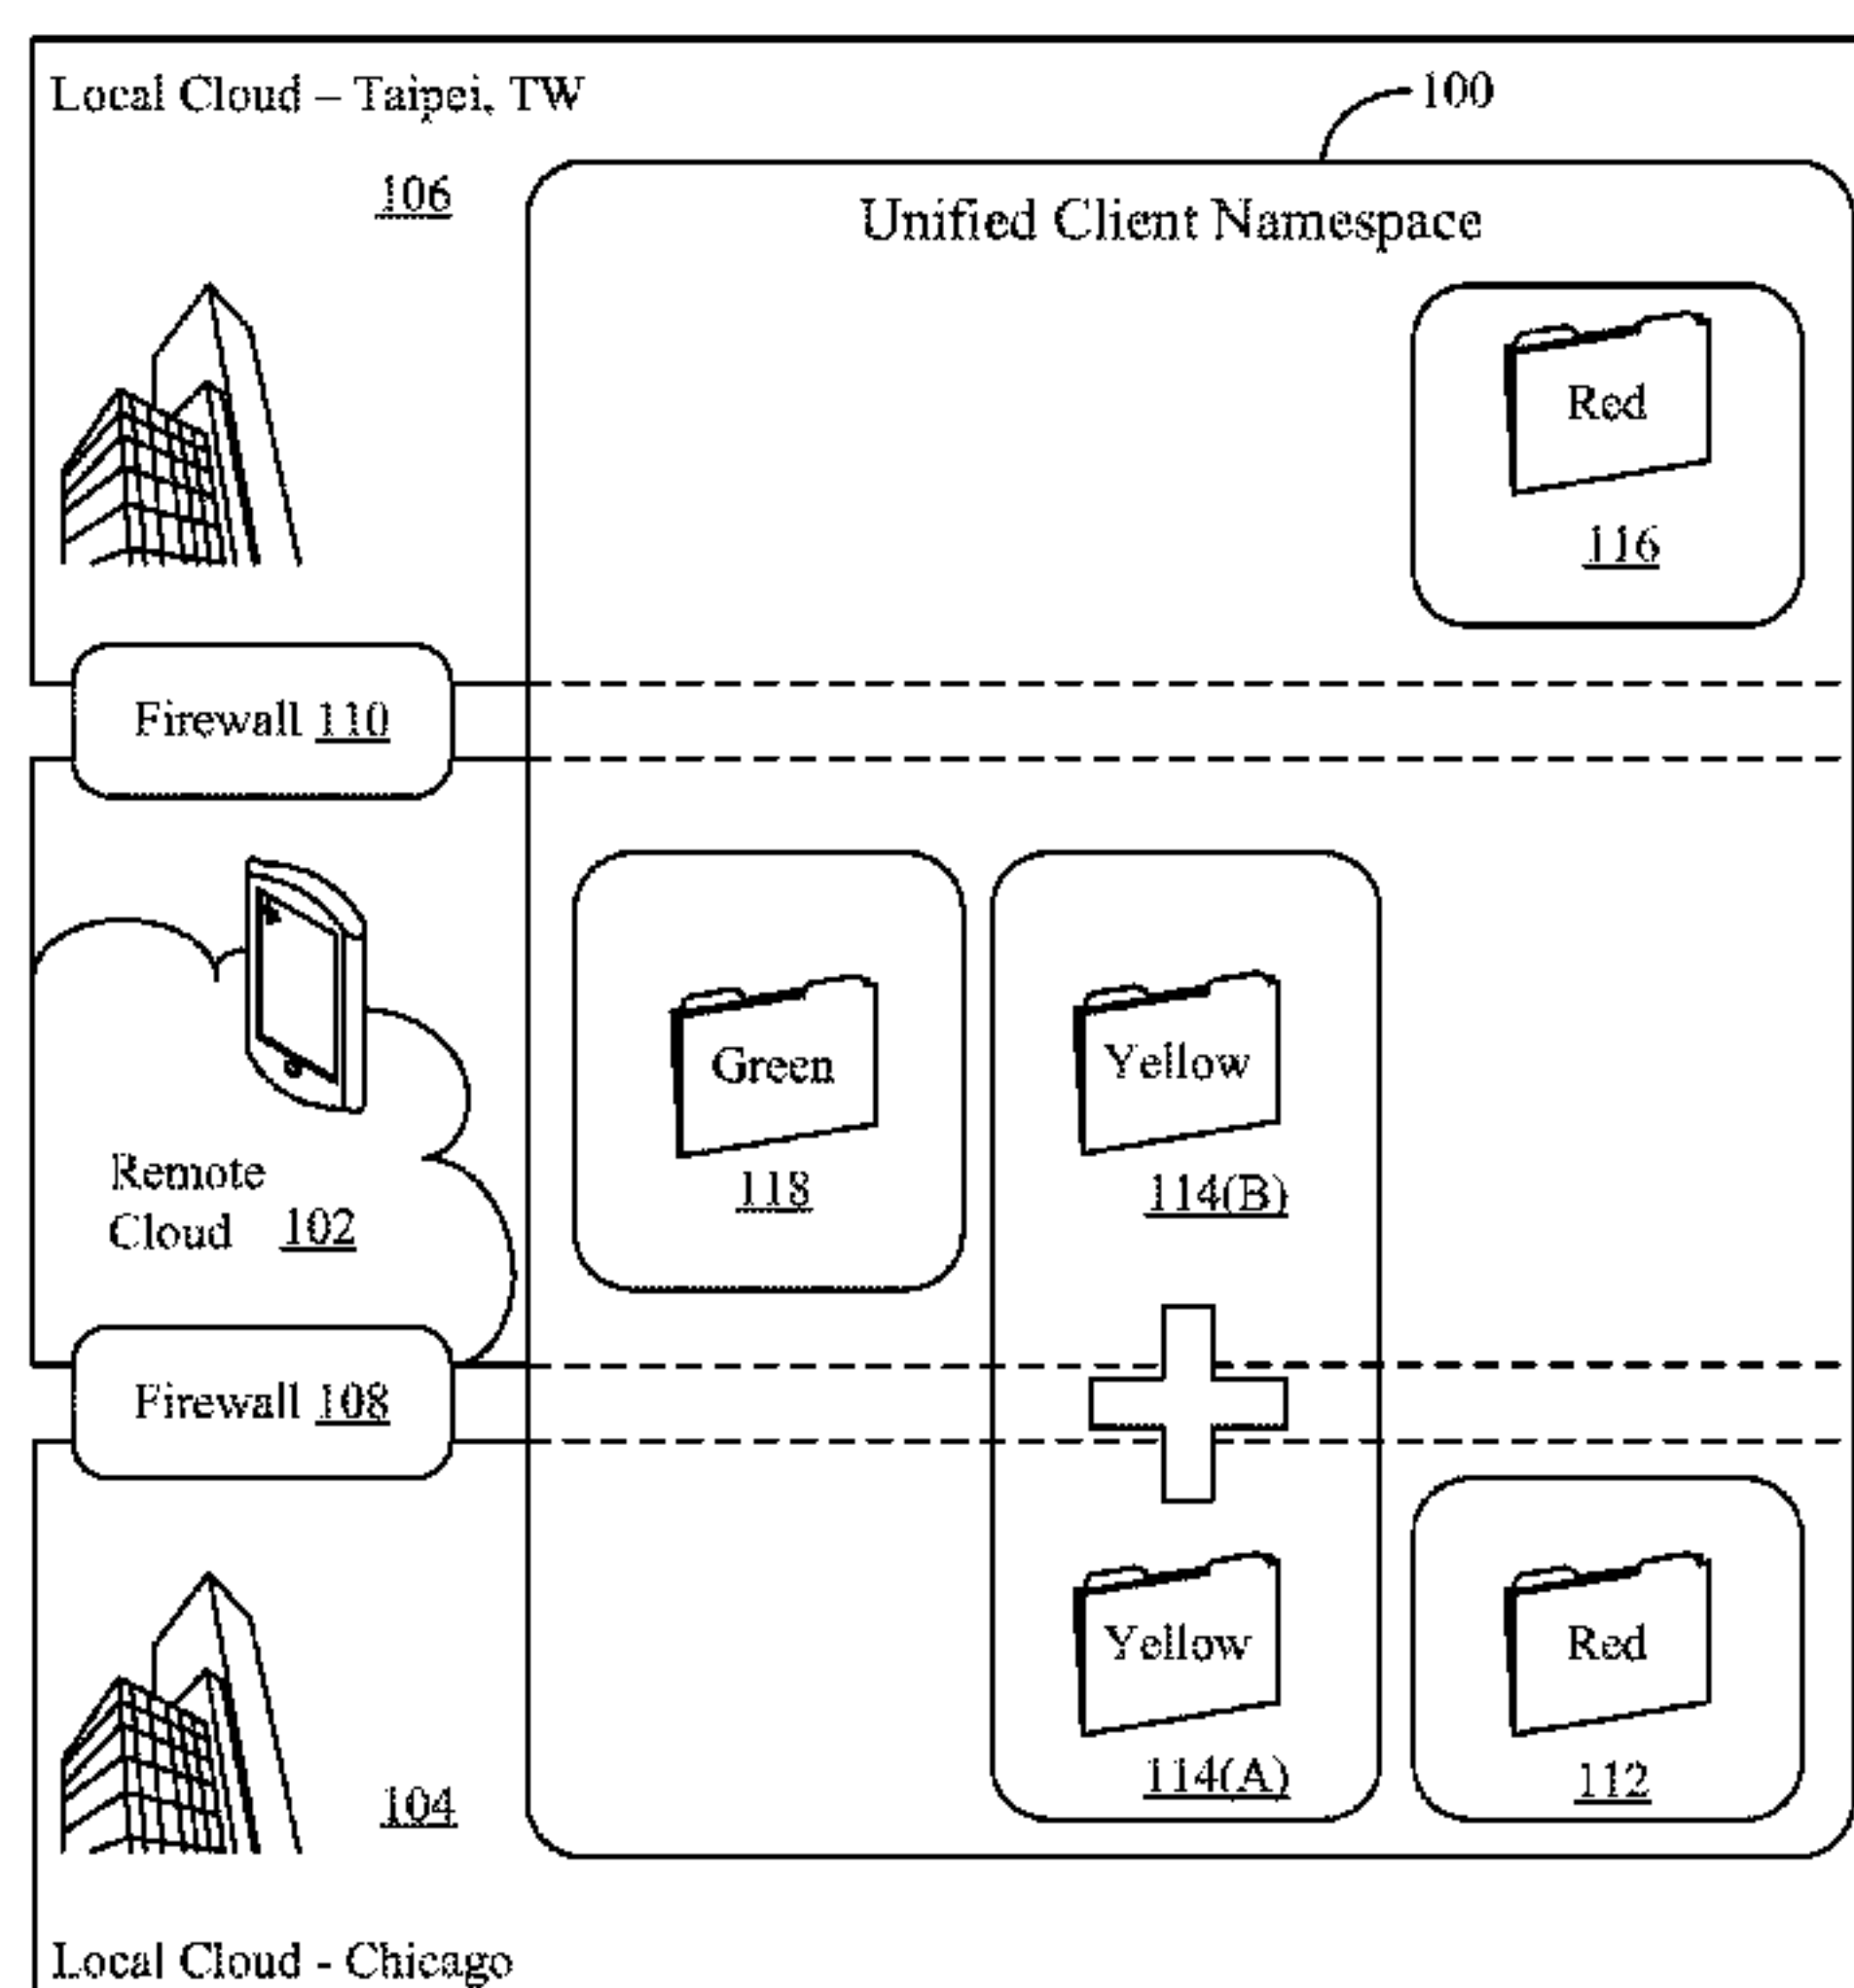 Local Cloud – Taipei, TW
100
106
Unified Client Namespace
Red
116
Firewall 110
Green
118
Yellow
114(B)
Remote
Cloud 102
Firewall 108
Yellow
114(A)
Red
112
104
Local Cloud - Chicago